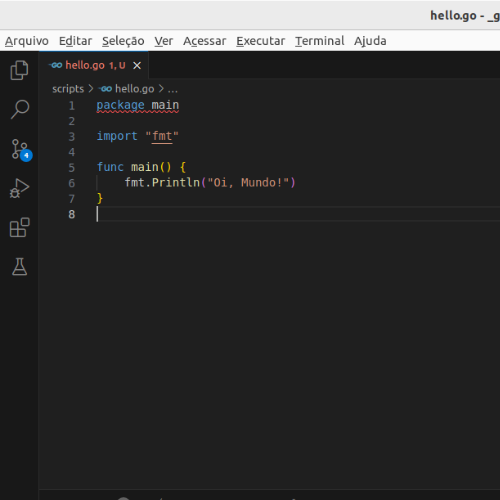 hello.go - _g
Arquivo Editar Seleção Ver Acessar Executar Terminal Ajuda
hello.go 1, U
scripts > hello.go > ...
1 package main
2
3 import "fmt"
4
5 func main() {
6 fmt.Println("Oi, Mundo!")
7 }
8
4